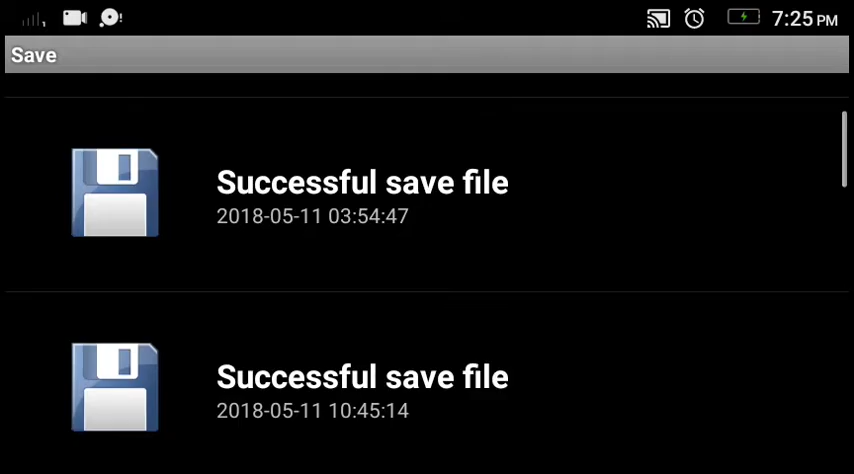 7:25 PM
Save
Successful save file
2018-05-11 03:54:47
Successful save file
2018-05-11 10:45:14